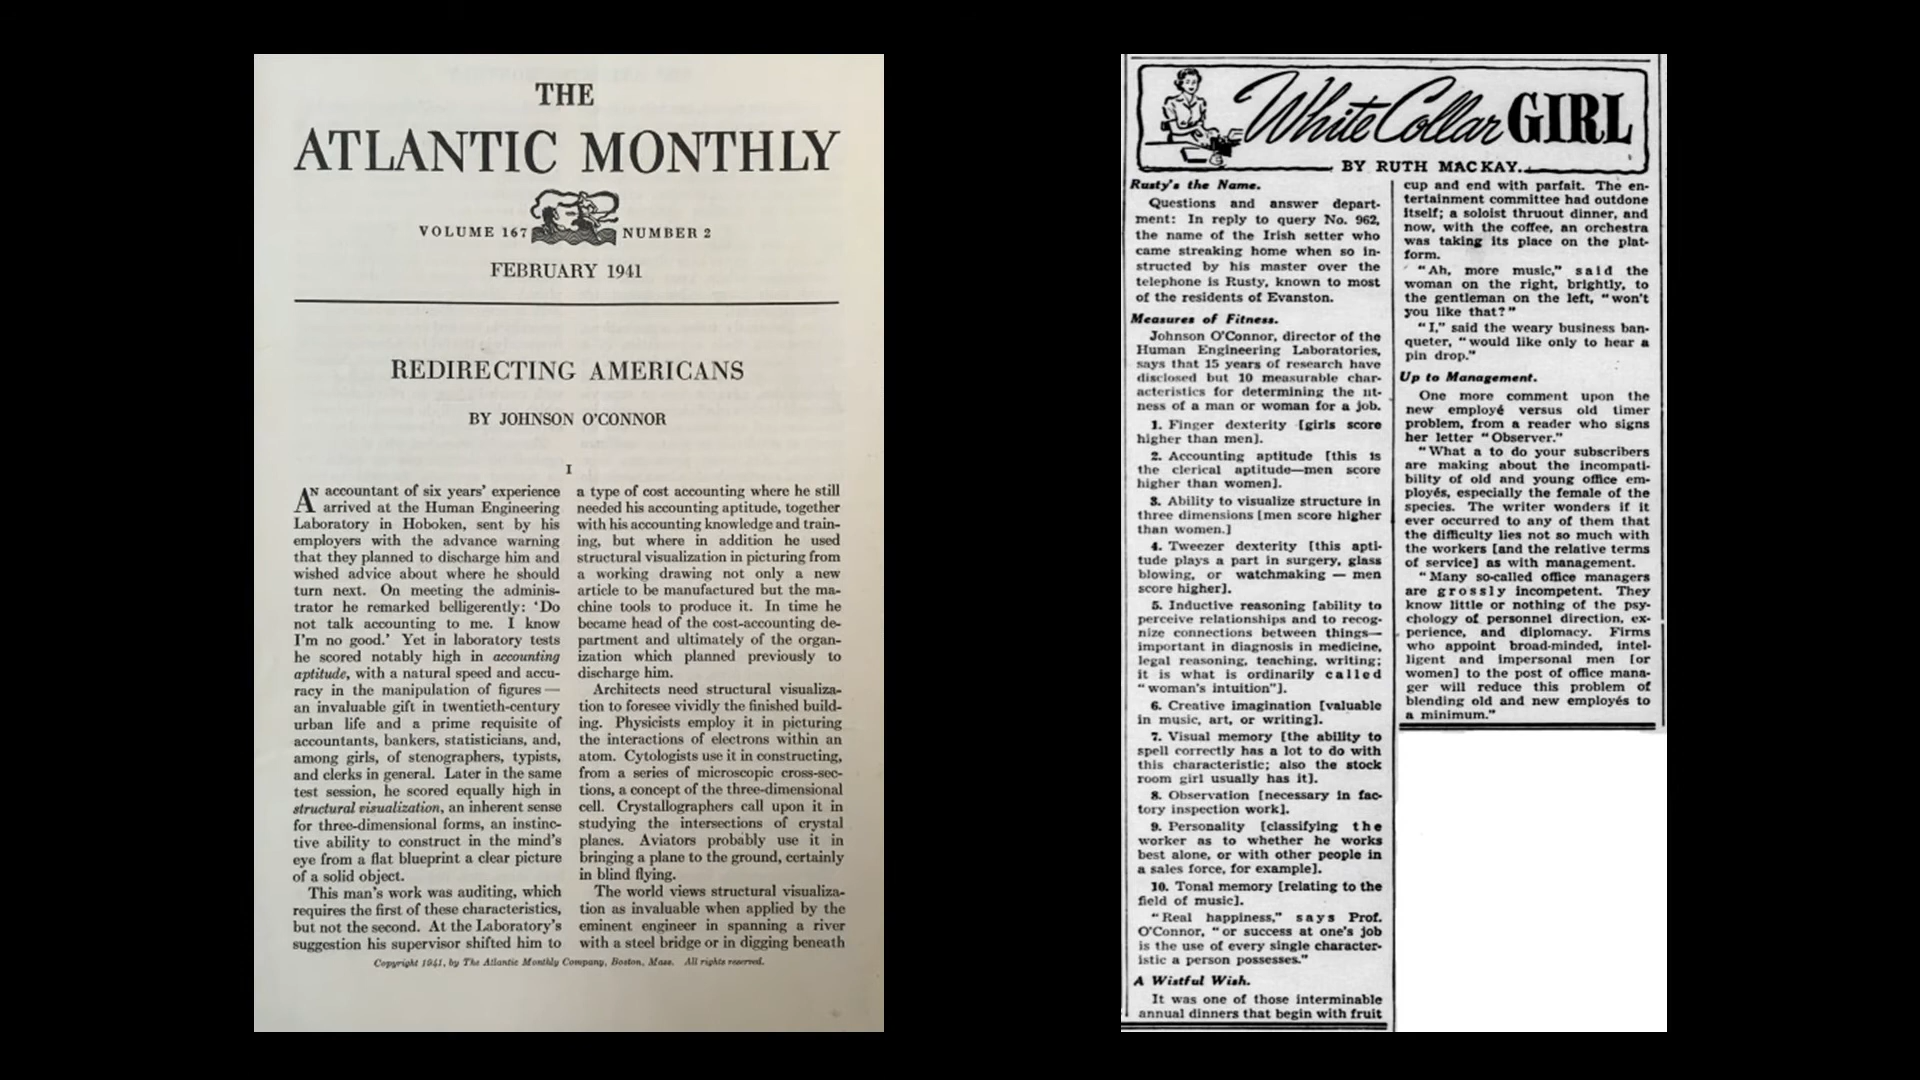 THE
ATLANTIC MONTHLY
VOLUME 167 NUMBER 2
FEBRUARY 1941
REDIRECTING AMERICANS
BY JOHNSON O'CONNOR
I
AN accountant of six years' experience
arrived at the Human Engineering
Laboratory in Hoboken, sent by his
employers with the advance warning
that they planned to discharge him and
wished advice about where he should
turn next. On meeting the adminis-
trator he remarked belligerently: 'Do
not talk accounting to me. I know
I'm no good.' Yet in laboratory tests
he scored notably high in accounting
aptitude, with a natural speed and accu-
racy in the manipulation of figures —
an invaluable gift in twentieth-century
urban life and a prime requisite of
accountants, bankers, statisticians, and,
among girls, of stenographers, typists,
and clerks in general. Later in the same
test session, he scored equally high in
structural visualization, an inherent sense
for three-dimensional forms, an instinc-
tive ability to construct in the mind's
eye from a flat blueprint a clear picture
of a solid object.
This man's work was auditing, which
requires the first of these characteristics,
but not the second. At the Laboratory's
suggestion his supervisor shifted him to
a type of cost accounting where he still
needed his accounting aptitude, together
with his accounting knowledge and train-
ing, but where in addition he used
structural visualization in picturing from
a working drawing not only a new
article to be manufactured but the ma-
chine tools to produce it. In time he
became head of the cost-accounting de-
partment and ultimately of the organ-
ization which planned previously to
discharge him.
Architects need structural visualiza-
tion to foresee vividly the finished build-
ing. Physicists employ it in picturing
the interactions of electrons within an
atom. Cytologists use it in constructing,
from a series of microscopic cross-sec-
tions, a concept of the three-dimensional
cell. Crystallographers call upon it in
studying the intersections of crystal
planes. Aviators probably use it in
bringing a plane to the ground, certainly
in blind flying.
The world views structural visualiza-
tion as invaluable when applied by the
eminent engineer in spanning a river
with a steel bridge or in digging beneath
Copyright 1941, by The Atlantic Monthly Company, Boston, Mass. All rights reserved.
White Collar GIRL
BY RUTH MACKAY.
Rusty's the Name.
Questions and answer depart-
ment: In reply to query No. 962,
the name of the Irish setter who
came streaking home when so in-
structed by his master over the
telephone is Rusty, known to most
of the residents of Evanston.
Measures of Fitness.
Johnson O'Connor, director of the
Human Engineering Laboratories,
says that 15 years of research have
disclosed but 10 measurable char-
acteristics for determining the fit-
ness of a man or woman for a job.
1. Finger dexterity [girls score
higher than men].
2. Accounting aptitude [this is
the clerical aptitude—men score
higher than women].
3. Ability to visualize structure in
three dimensions [men score higher
than women.]
4. Tweezer dexterity [this apti-
tude plays a part in surgery, glass
blowing, or watchmaking — men
score higher].
5. Inductive reasoning [ability to
perceive relationships and to recog-
nize connections between things—
important in diagnosis in medicine,
legal reasoning, teaching, writing;
it is what is ordinarily called
"woman's intuition"].
6. Creative imagination [valuable
in music, art, or writing].
7. Visual memory [the ability to
spell correctly has a lot to do with
this characteristic; also the stock
room girl usually has it].
8. Observation [necessary in fac-
tory inspection work].
9. Personality [classifying the
worker as to whether he works
best alone, or with other people in
a sales force, for example].
10. Tonal memory [relating to the
field of music].
"Real happiness," says Prof.
O'Connor, "or success at one's job
is the use of every single character-
istic a person possesses."
A Wistful Wish.
It was one of those interminable
annual dinners that begin with fruit
cup and end with parfait. The en-
tertainment committee had outdone
itself; a soloist thruout dinner, and
now, with the coffee, an orchestra
was taking its place on the plat-
form.
"Ah, more music," said the
woman on the right, brightly, to
the gentleman on the left, "won't
you like that?"
"I," said the weary business ban-
queter, "would like only to hear a
pin drop."
Up to Management.
One more comment upon the
new employé versus old timer
problem, from a reader who signs
her letter "Observer."
"What a to do your subscribers
are making about the incompati-
bility of old and young office em-
ployés, especially the female of the
species. The writer wonders if it
ever occurred to any of them that
the difficulty lies not so much with
the workers [and the relative terms
of service] as with management.
"Many so-called office managers
are grossly incompetent. They
know little or nothing of the psy-
chology of personnel direction, ex-
perience, and diplomacy. Firms
who appoint broad-minded, intel-
ligent and impersonal men [or
women] to the post of office mana-
ger will reduce this problem of
blending old and new employés to
a minimum."